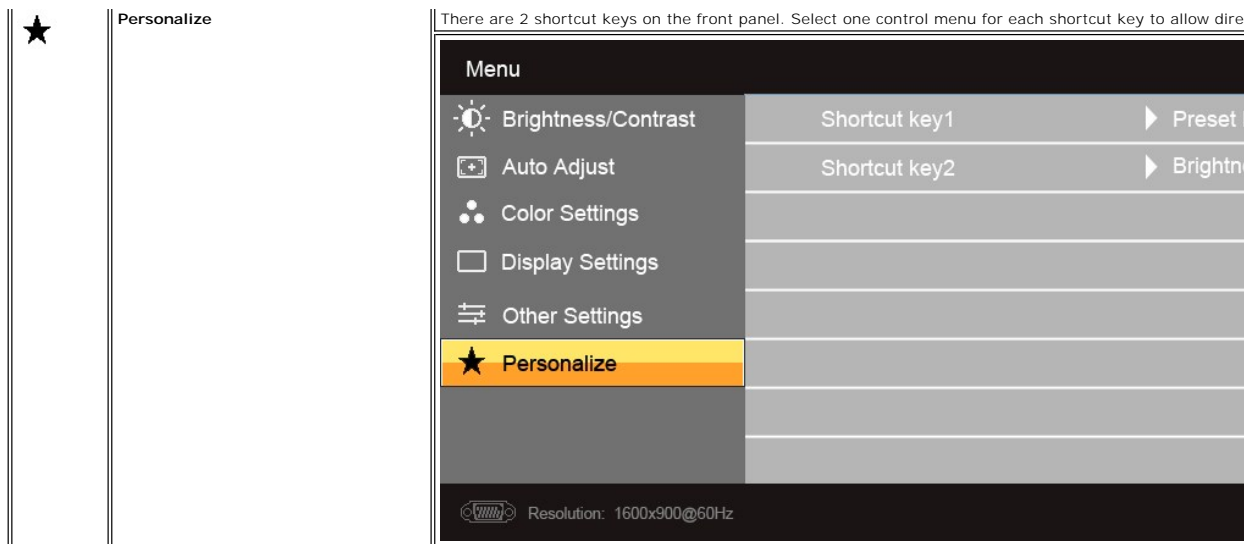 Personalize
There are 2 shortcut keys on the front panel. Select one control menu for each shortcut key to allow
Menu
Brightness/Contrast
Shortcut key1
Preset
Auto Adjust
Shortcut key2
Color Settings
Display Settings
Other Settings
Personalize
Resolution: 1600x900@60Hz